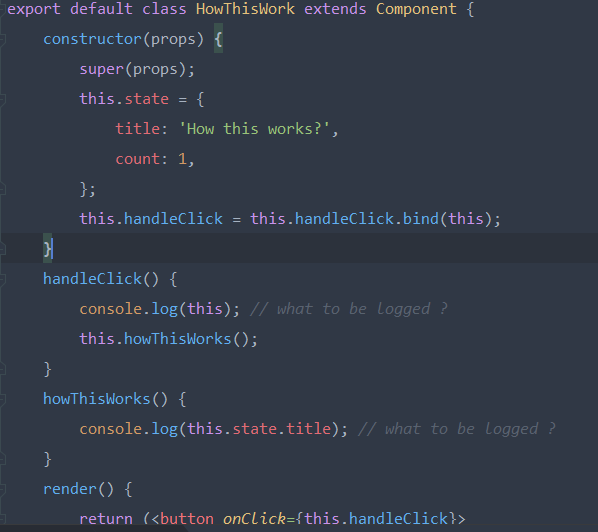 export default class HowThisWork extends Component {
    constructor(props) {
        super(props);
        this.state = {
            title: 'How this works?',
            count: 1,
        };
        this.handleClick = this.handleClick.bind(this);
    }
    handleClick() {
        console.log(this); // what to be logged ?
        this.howThisWorks();
    }
    howThisWorks() {
        console.log(this.state.title); // what to be logged ?
    }
    render() {
        return (<button onClick={this.handleClick}>